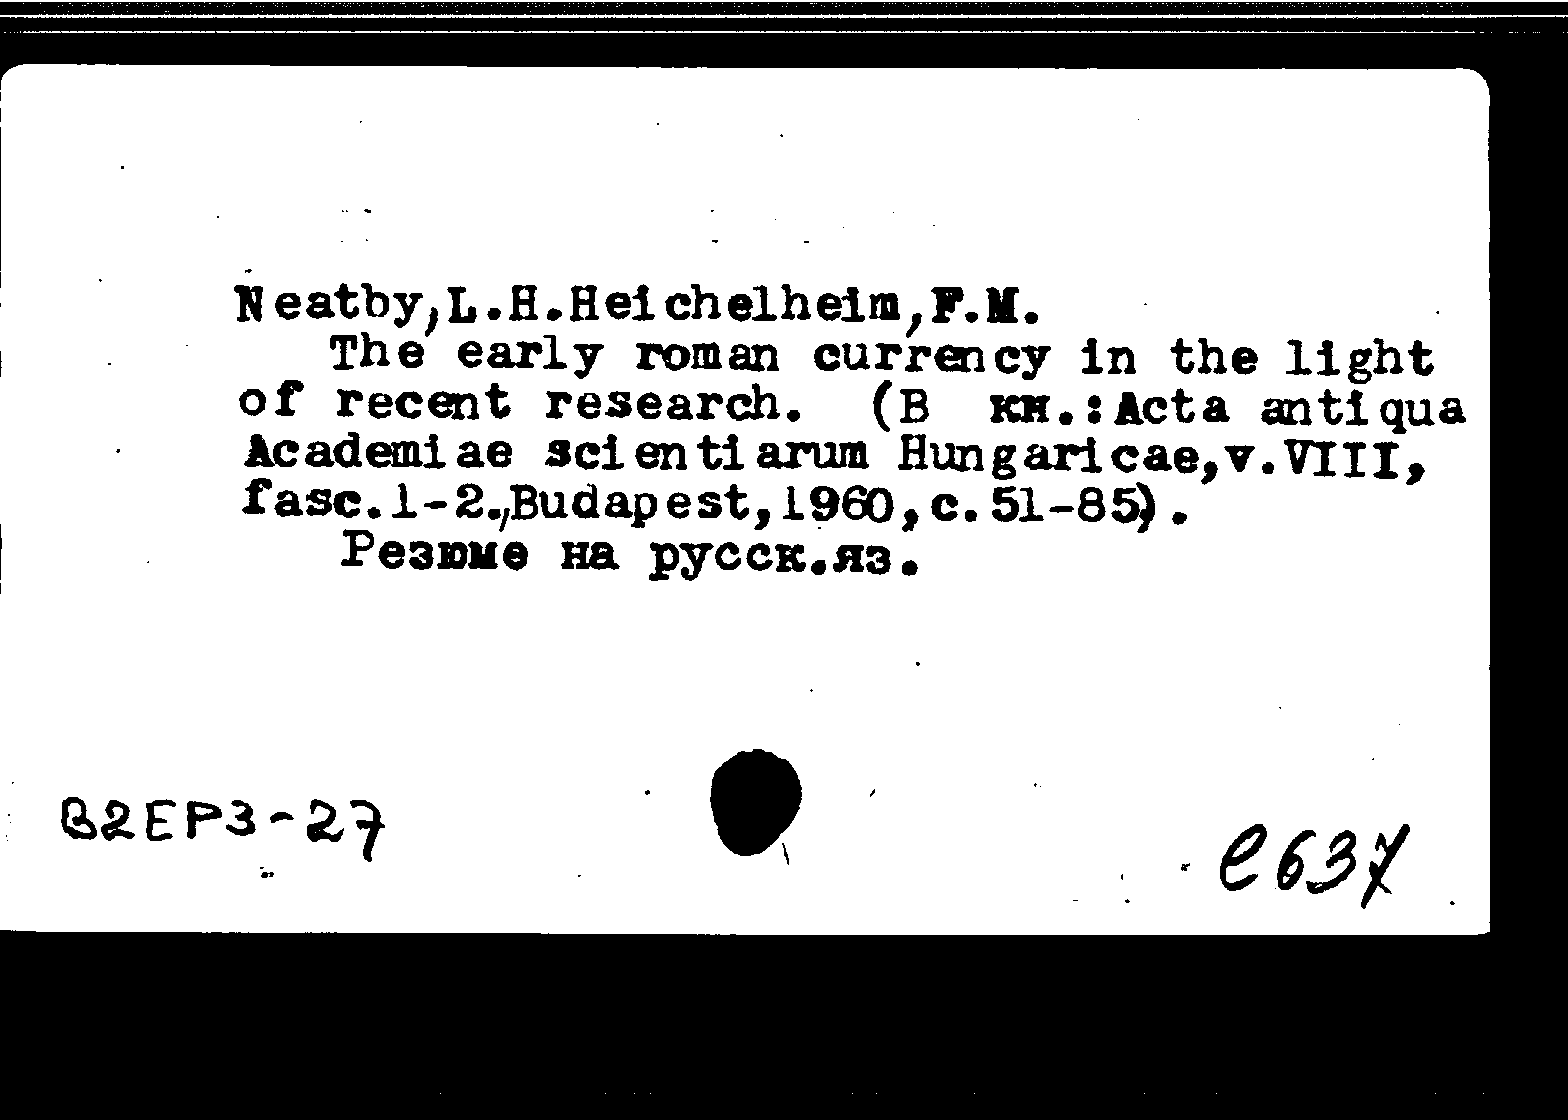 Neatby,L.H.Heichelheim,F.M.
The early roman currency in the light
of recent research. (В кн.:Acta antiqua
Academiae scientiarum Hungaricae,v.VIII,
fasc.1-2.,Budapest,1960,c.51-85).
Резюме на русск.яз.
В2ЕР3-27
е637